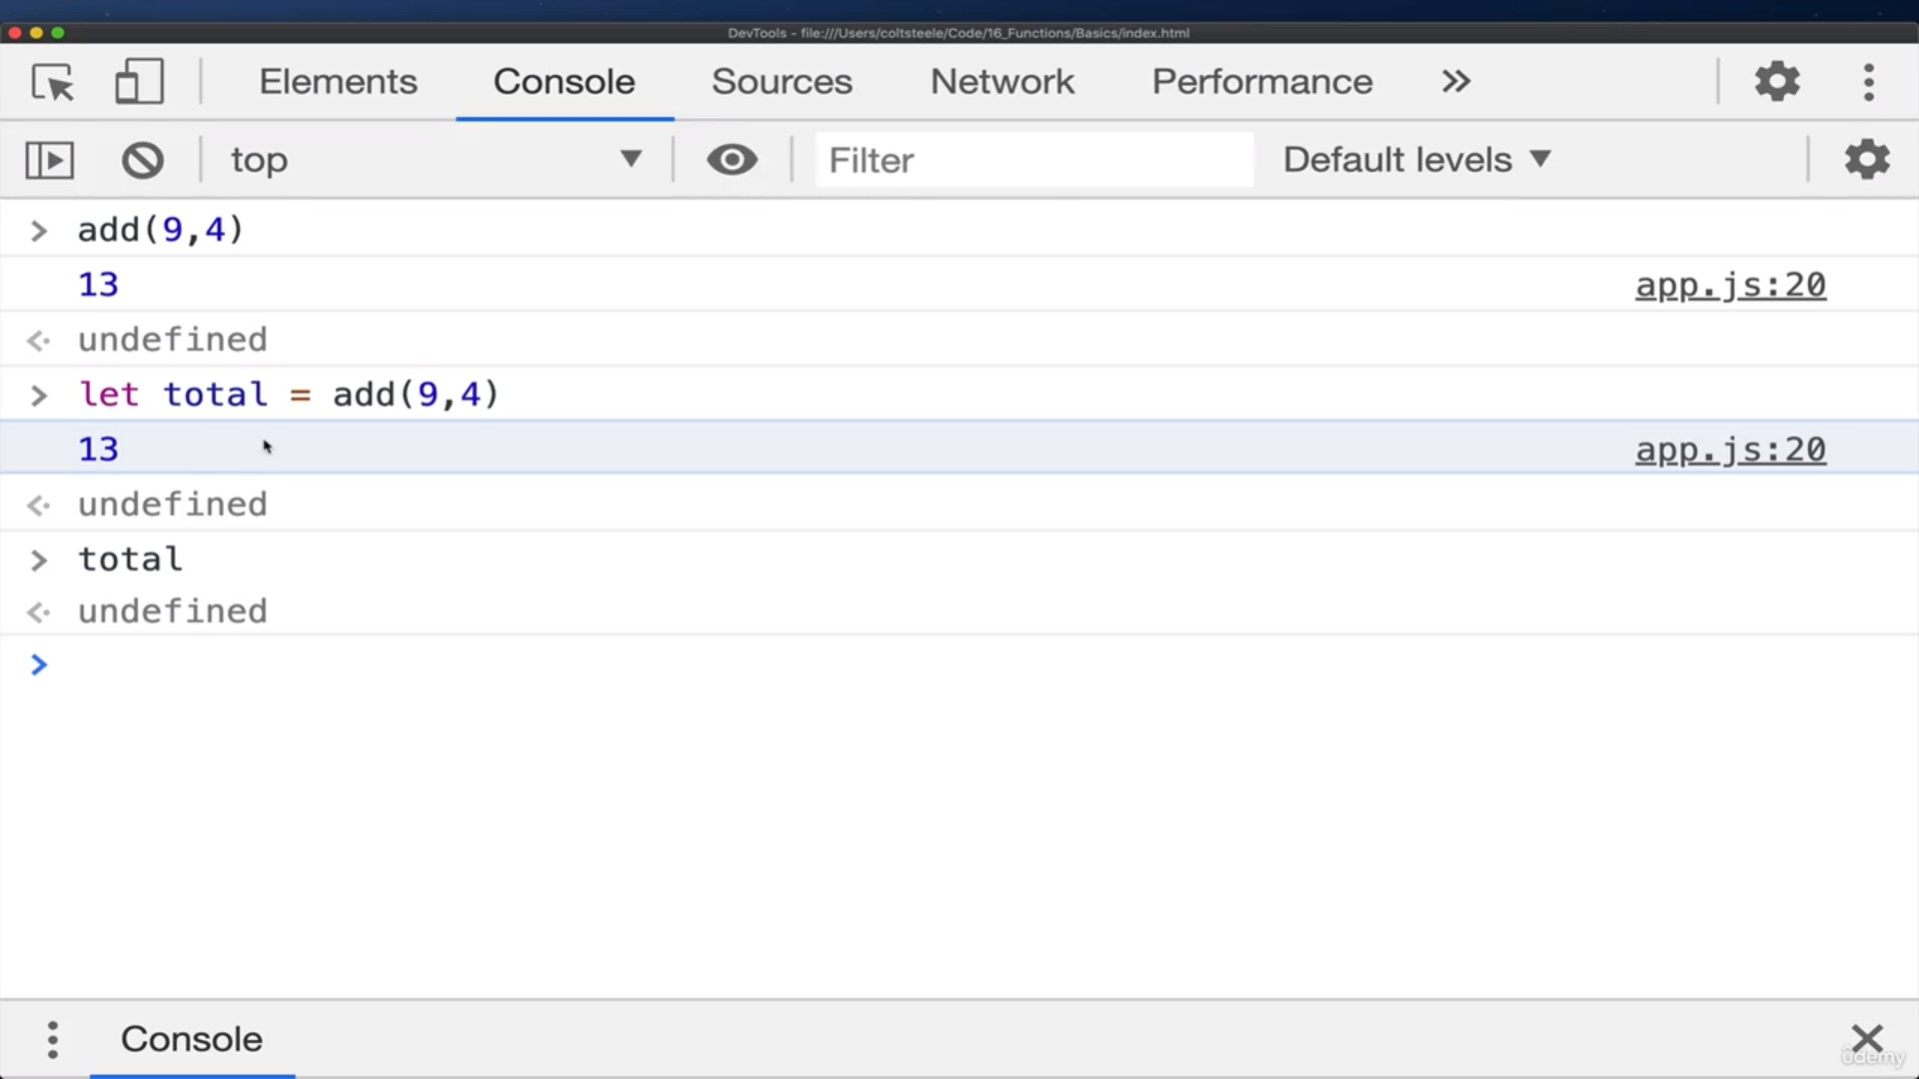 DevTools - file:///Users/coltsteele/Code/16_Functions/Basics/index.html
Elements Console Sources Network Performance »
top ▼ Filter Default levels ▼
> add(9,4)
13 app.js:20
undefined
> let total = add(9,4)
13 app.js:20
undefined
> total
undefined
>
Console
ûdemy